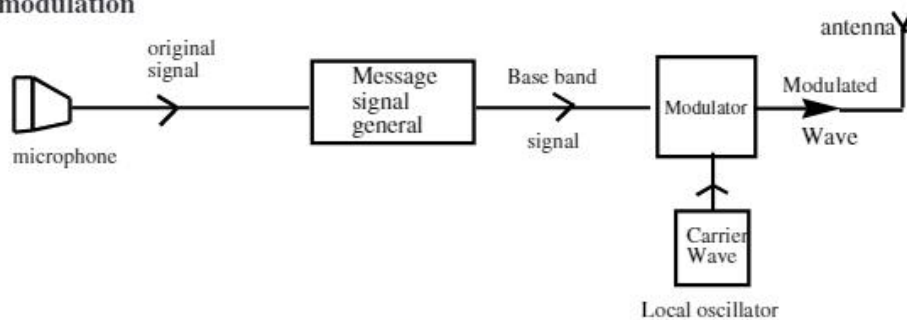 modulation
original
signal
microphone
Message
signal
general
Base band
signal
Modulator
Modulated
Wave
antenna
Carrier
Wave
Local oscillator